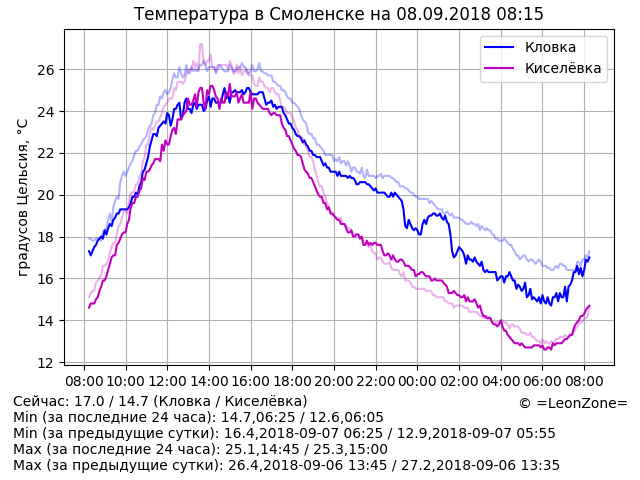 Температура в Смоленске на 08.09.2018 08:15
Кловка
Киселёвка
градусов Цельсия, °C
26
24
22
20
18
16
14
12
08:00 10:00 12:00 14:00 16:00 18:00 20:00 22:00 00:00 02:00 04:00 06:00 08:00
Сейчас: 17.0 / 14.7 (Кловка / Киселёвка)
© =LeonZone=
Min (за последние 24 часа): 14.7,06:25 / 12.6,06:05
Min (за предыдущие сутки): 16.4,2018-09-07 06:25 / 12.9,2018-09-07 05:55
Max (за последние 24 часа): 25.1,14:45 / 25.3,15:00
Max (за предыдущие сутки): 26.4,2018-09-06 13:45 / 27.2,2018-09-06 13:35